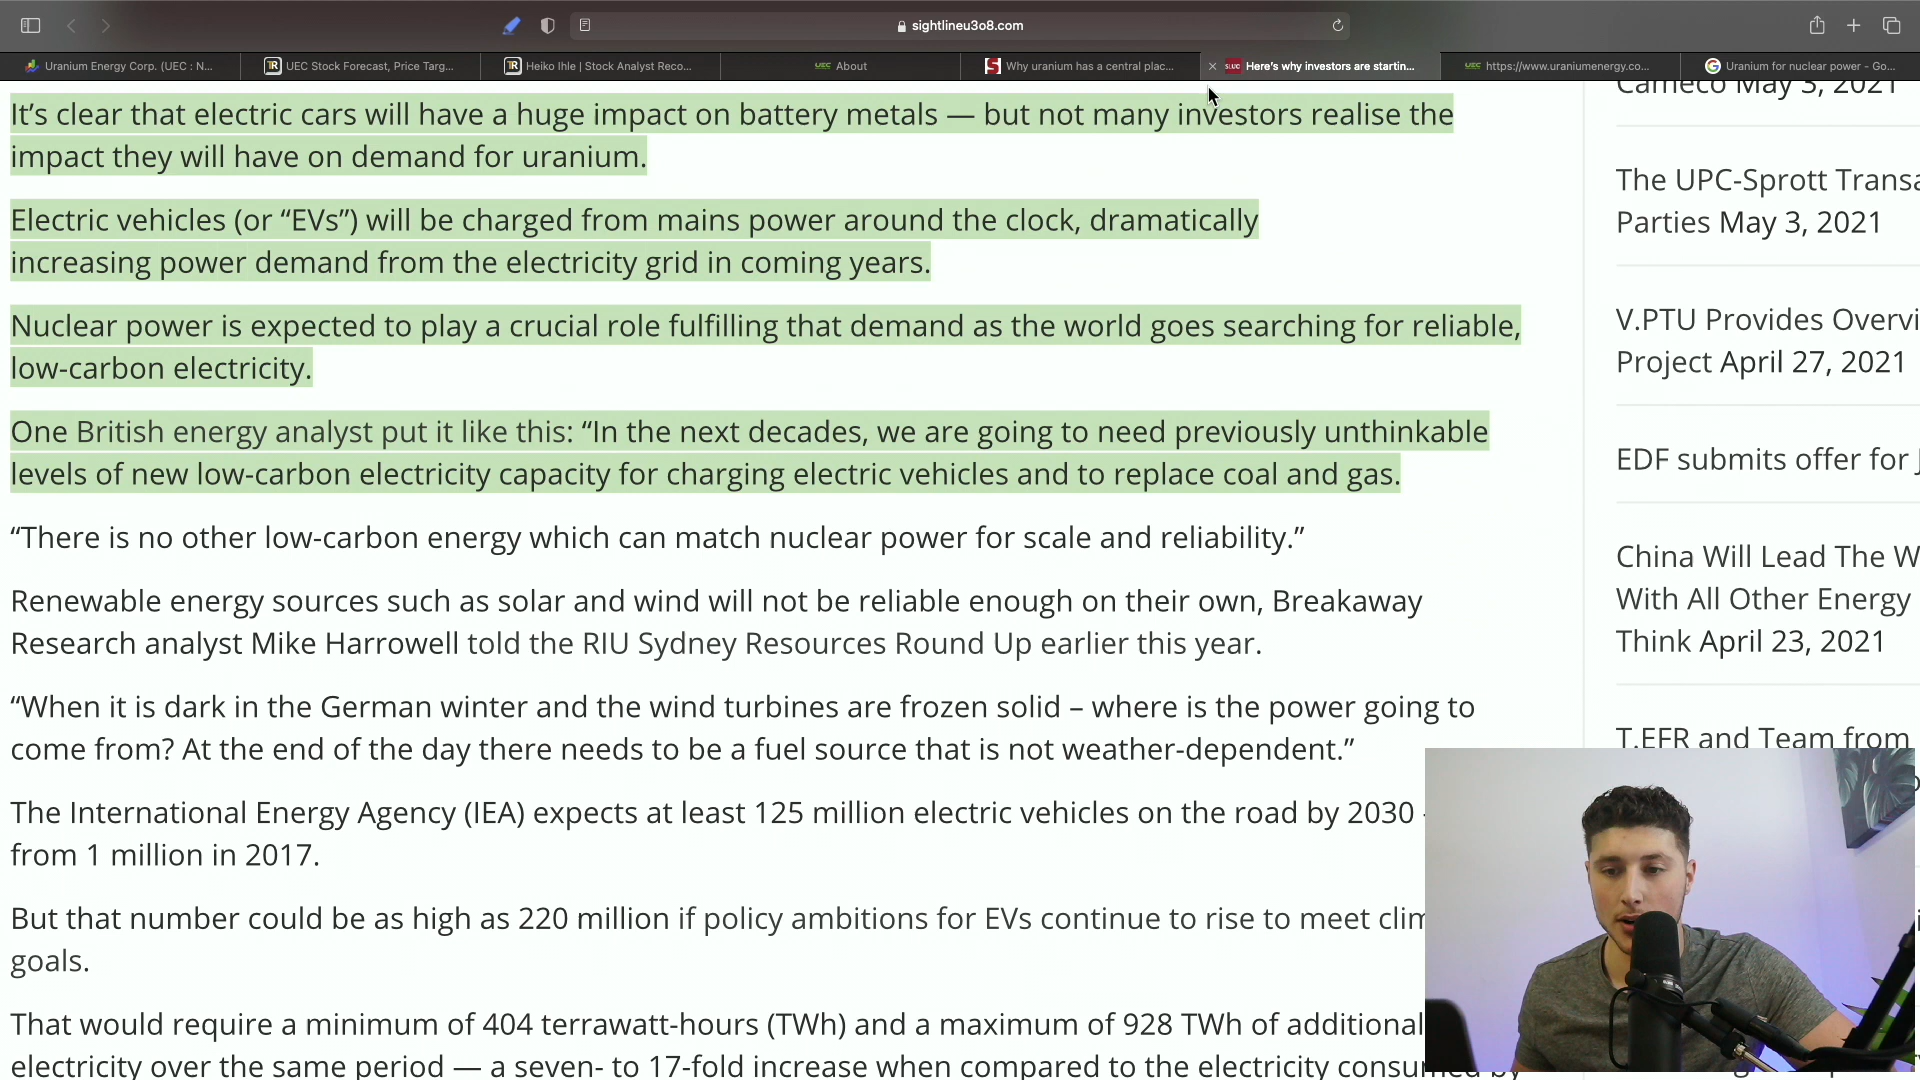 sightlineu3o8.com
Uranium Energy Corp. (UEC : N...
UEC Stock Forecast, Price Targ...
Heiko Ihle | Stock Analyst Reco...
About
Why uranium has a central plac...
Here's why investors are startin...
https://www.uraniumenergy.co...
Uranium for nuclear power - Go...
It's clear that electric cars will have a huge impact on battery metals — but not many investors realise the
impact they will have on demand for uranium.
Electric vehicles (or “EVs”) will be charged from mains power around the clock, dramatically
increasing power demand from the electricity grid in coming years.
Nuclear power is expected to play a crucial role fulfilling that demand as the world goes searching for reliable,
low-carbon electricity.
One British energy analyst put it like this: “In the next decades, we are going to need previously unthinkable
levels of new low-carbon electricity capacity for charging electric vehicles and to replace coal and gas.
“There is no other low-carbon energy which can match nuclear power for scale and reliability.”
Renewable energy sources such as solar and wind will not be reliable enough on their own, Breakaway
Research analyst Mike Harrowell told the RIU Sydney Resources Round Up earlier this year.
“When it is dark in the German winter and the wind turbines are frozen solid – where is the power going to
come from? At the end of the day there needs to be a fuel source that is not weather-dependent.”
The International Energy Agency (IEA) expects at least 125 million electric vehicles on the road by 2030
from 1 million in 2017.
But that number could be as high as 220 million if policy ambitions for EVs continue to rise to meet clim
goals.
That would require a minimum of 404 terrawatt-hours (TWh) and a maximum of 928 TWh of additional
electricity over the same period — a seven- to 17-fold increase when compared to the electricity consumed by
Cameco May 3, 2021
The UPC-Sprott Transa
Parties May 3, 2021
V.PTU Provides Overvi
Project April 27, 2021
EDF submits offer for J
China Will Lead The W
With All Other Energy
Think April 23, 2021
T.EFR and Team from